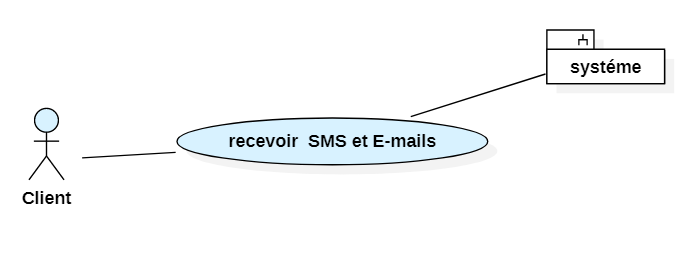 systéme
recevoir  SMS et E-mails
Client